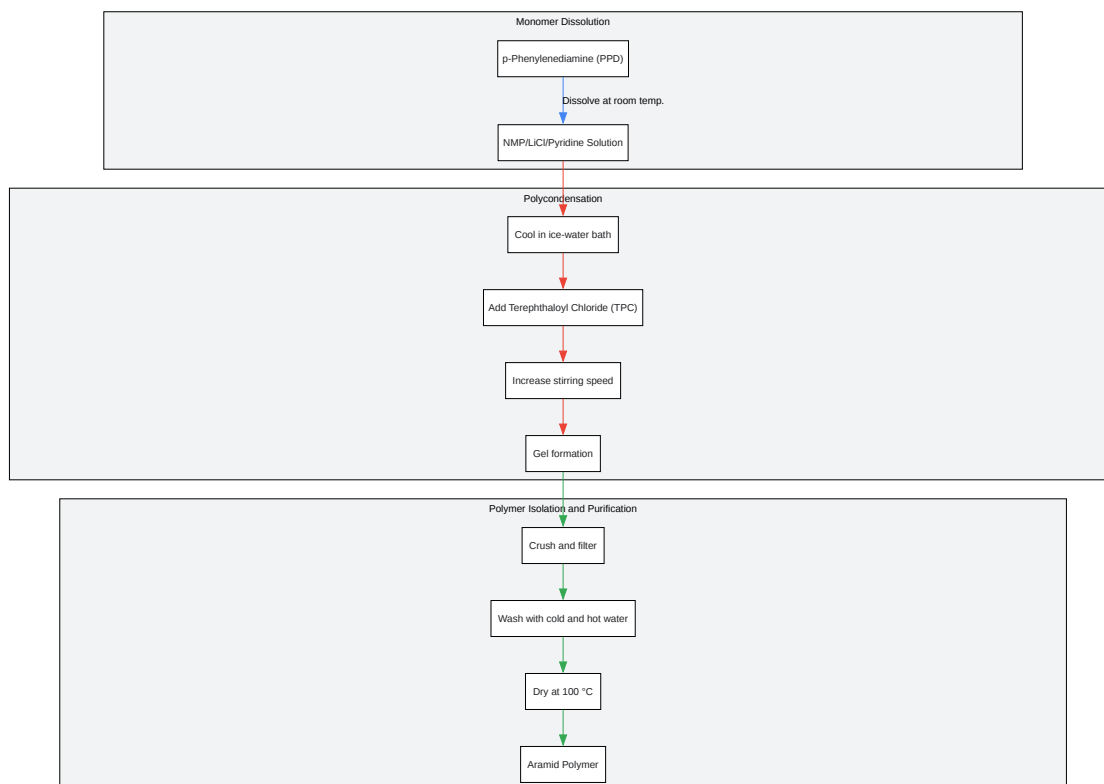 Monomer Dissolution
p-Phenylenediamine (PPD)
Dissolve at room temp.
NMP/LiCl/Pyridine Solution
Polycondensation
Cool in ice-water bath
Add Terephthaloyl Chloride (TPC)
Increase stirring speed
Gel formation
Polymer Isolation and Purification
Crush and filter
Wash with cold and hot water
Dry at 100 °C
Aramid Polymer